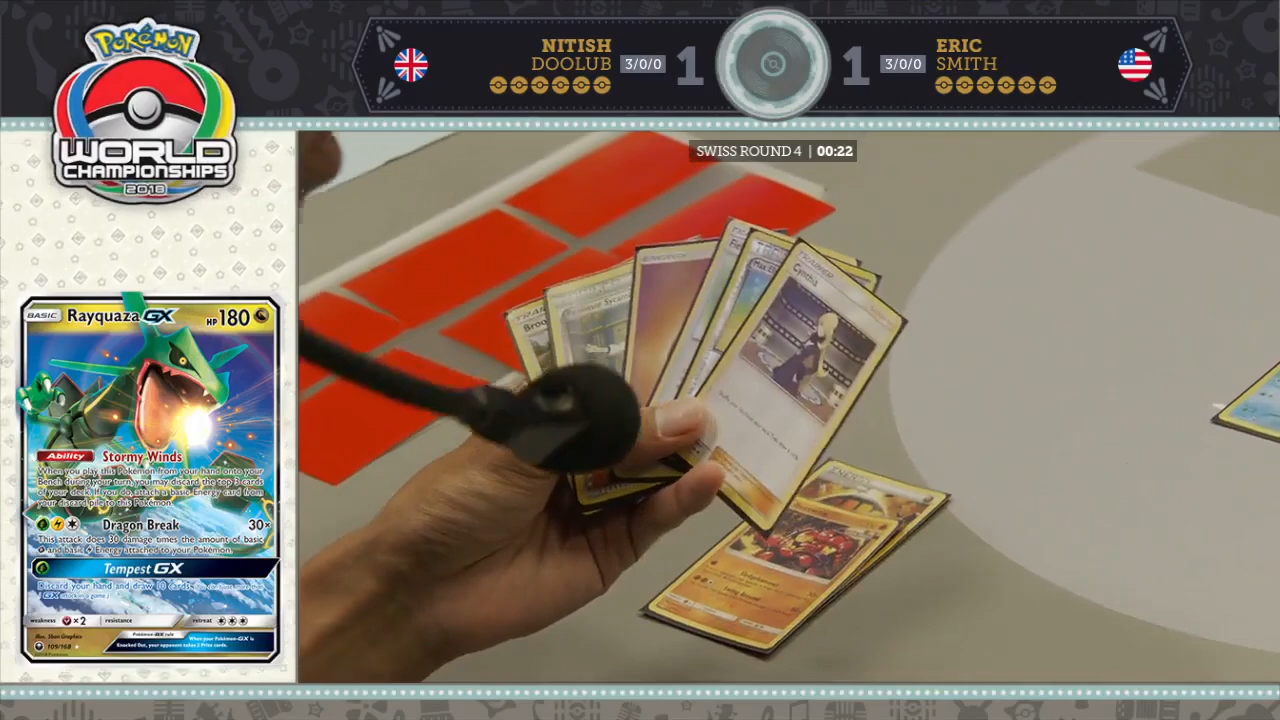 Pokémon
WORLD
CHAMPIONSHIPS
2018
NITISH
DOOLUB
3/0/0
1
1
3/0/0
ERIC
SMITH
SWISS ROUND 4 | 00:22
BASIC
Rayquaza GX
HP 180
Ability Stormy Winds
When you play this Pokémon from your hand onto your
Bench during your turn, you may discard the top 3 cards
of your deck. If you do, attach a basic Energy card from
your discard pile to this Pokémon.
Dragon Break 30×
This attack does 30 damage times the amount of basic
and basic Energy attached to your Pokémon.
Tempest GX
Discard your hand and draw 10 cards.
weakness ×2 resistance retreat
109/168
TRAINER
Cynthia
ENERGY